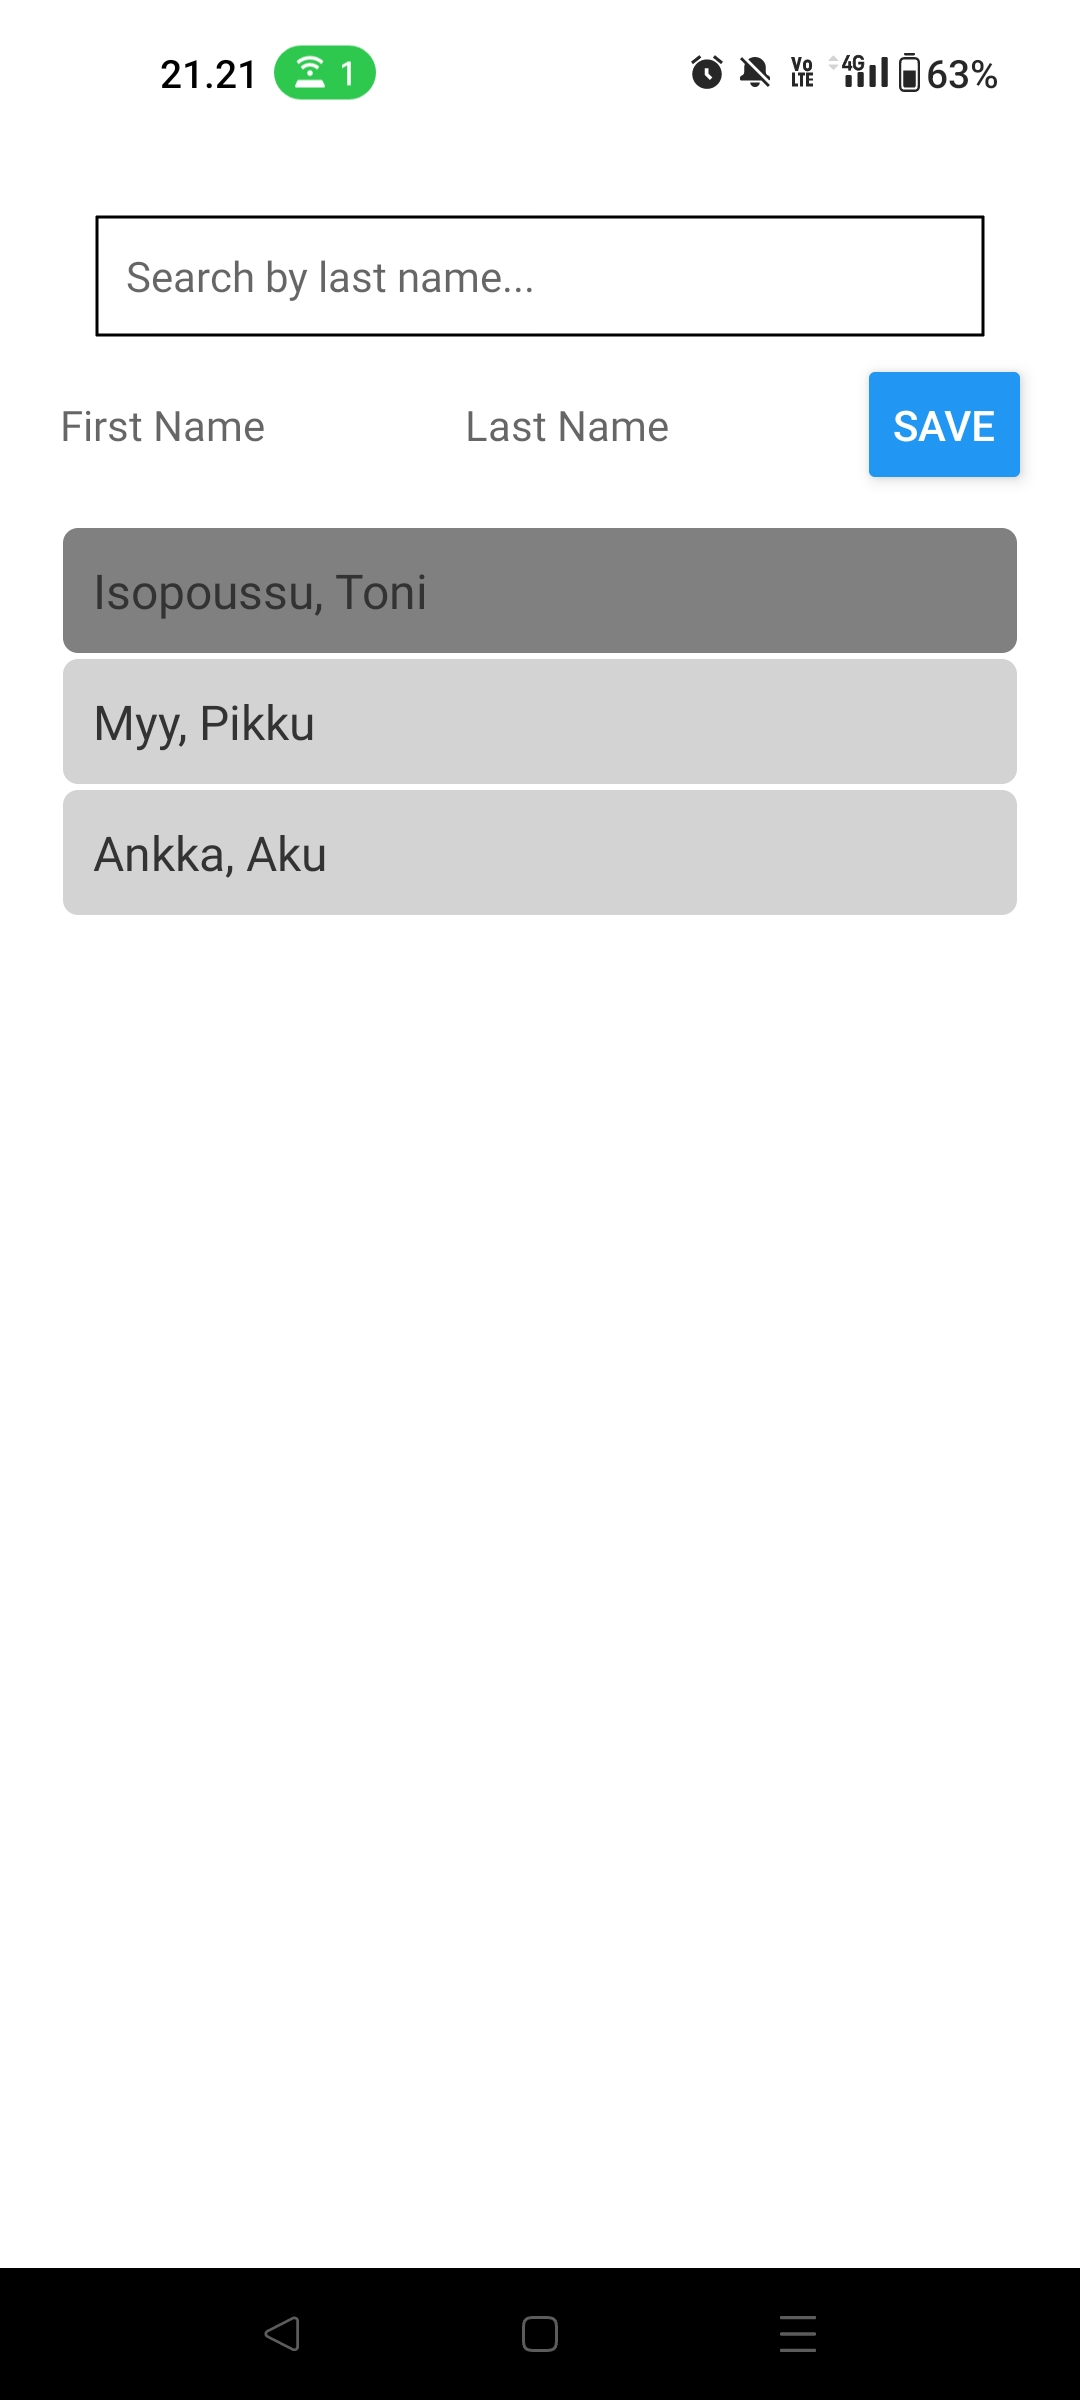 21.21 1 Vo LTE 4G 63%
Search by last name...
First Name Last Name SAVE
Isopoussu, Toni
Myy, Pikku
Ankka, Aku